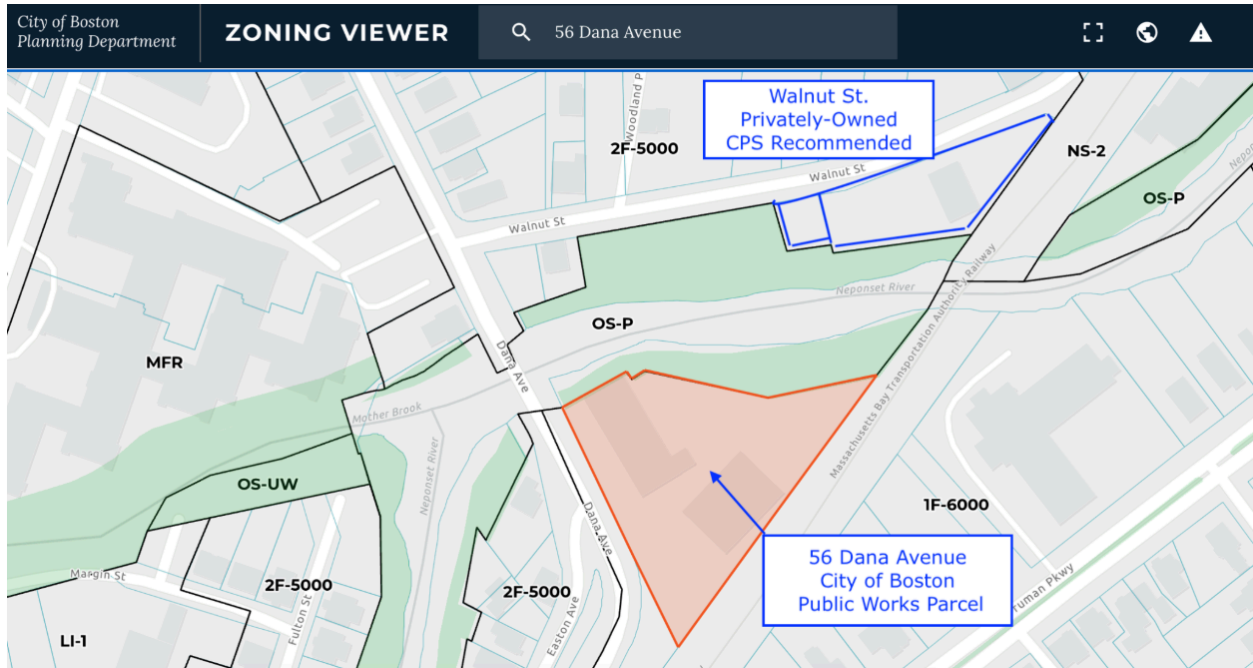 City of Boston
Planning Department
ZONING VIEWER
56 Dana Avenue
Walnut St.
Privately-Owned
CPS Recommended
Woodland P
2F-5000
Walnut St
NS-2
OS-P
Nepon
Walnut St
Massachusetts Bay Transportation Authority Railway
Neponset River
OS-P
MFR
Dana Ave
Mother Brook
Neponset River
OS-UW
Dana Ave
1F-6000
Margin St
2F-5000
Fulton St
2F-5000
Easton Ave
56 Dana Avenue
City of Boston
Public Works Parcel
Truman Pkwy
LI-1